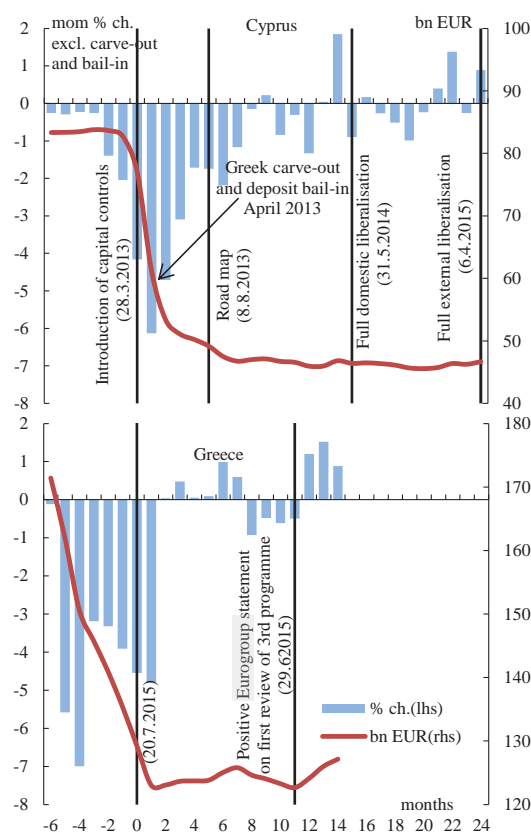 mom % ch.
excl. carve-out
and bail-in
Cyprus
bn EUR
2
1
0
-1
-2
-3
-4
-5
-6
-7
-8
100
90
80
70
60
50
40
Introduction of capital controls
(28.3.2013)
Greek carve-out
and deposit bail-in
April 2013
Road map
(8.8.2013)
Full domestic liberalisation
(31.5.2014)
Full external liberalisation
(6.4.2015)
Greece
2
1
0
-1
-2
-3
-4
-5
-6
-7
-8
180
170
160
150
140
130
120
(20.7.2015)
Positive Eurogroup statement
on first review of 3rd programme
(29.62015)
% ch.(lhs)
bn EUR(rhs)
months
-6 -4 -2 0 2 4 6 8 10 12 14 16 18 20 22 24